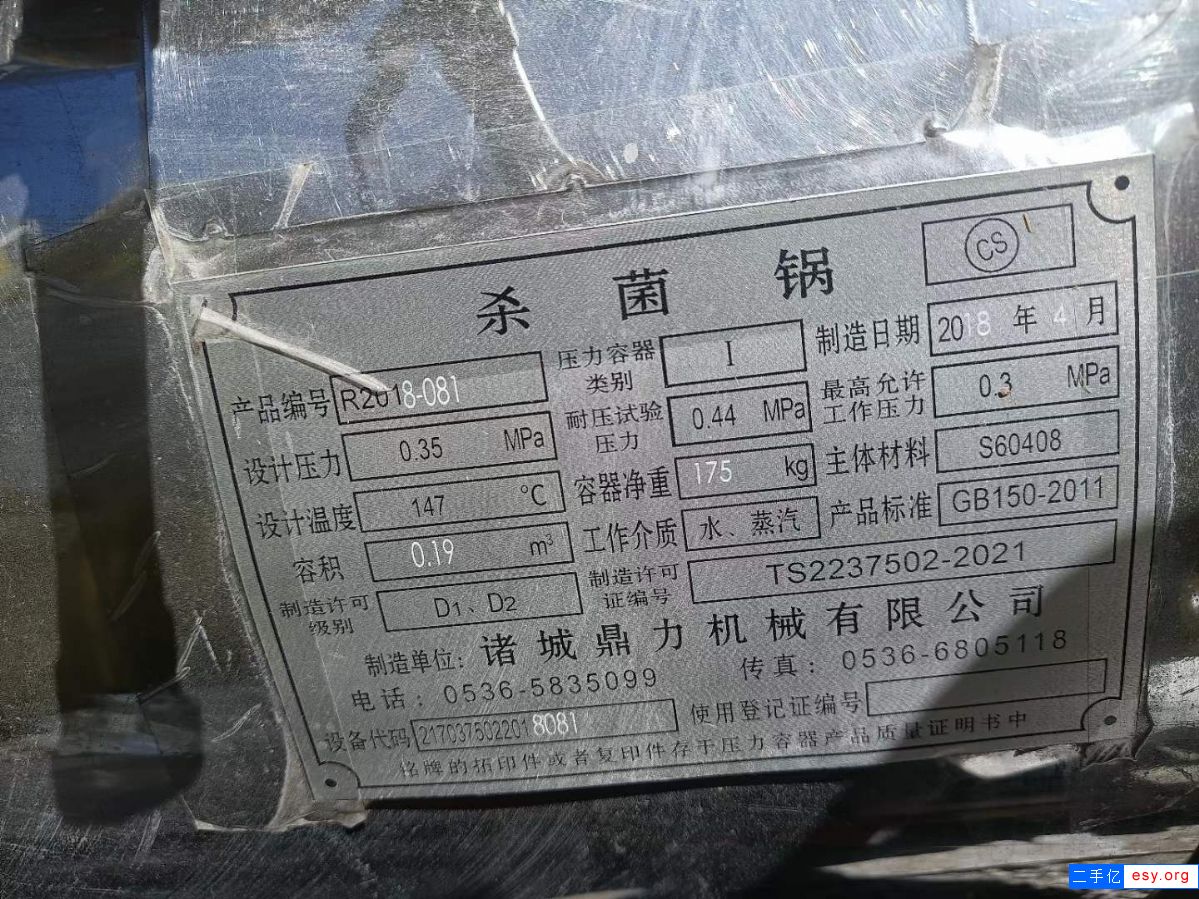 CS
杀菌锅
产品编号 R2018-081 压力容器类别 I 制造日期 2018年4月
设计压力 0.35 MPa 耐压试验压力 0.44 MPa 最高允许工作压力 0.3 MPa
设计温度 147 ℃ 容器净重 175 kg 主体材料 S60408
容积 0.19 m³ 工作介质 水、蒸汽 产品标准 GB150-2011
制造许可级别 D1、D2 制造许可证编号 TS2237502-2021
制造单位: 诸城鼎力机械有限公司
电话: 0536-5835099 传真: 0536-6805118
设备代码 2170375022018081 使用登记证编号
铭牌的拓印件或者复印件存于压力容器产品质量证明书中
二手亿 esy.org